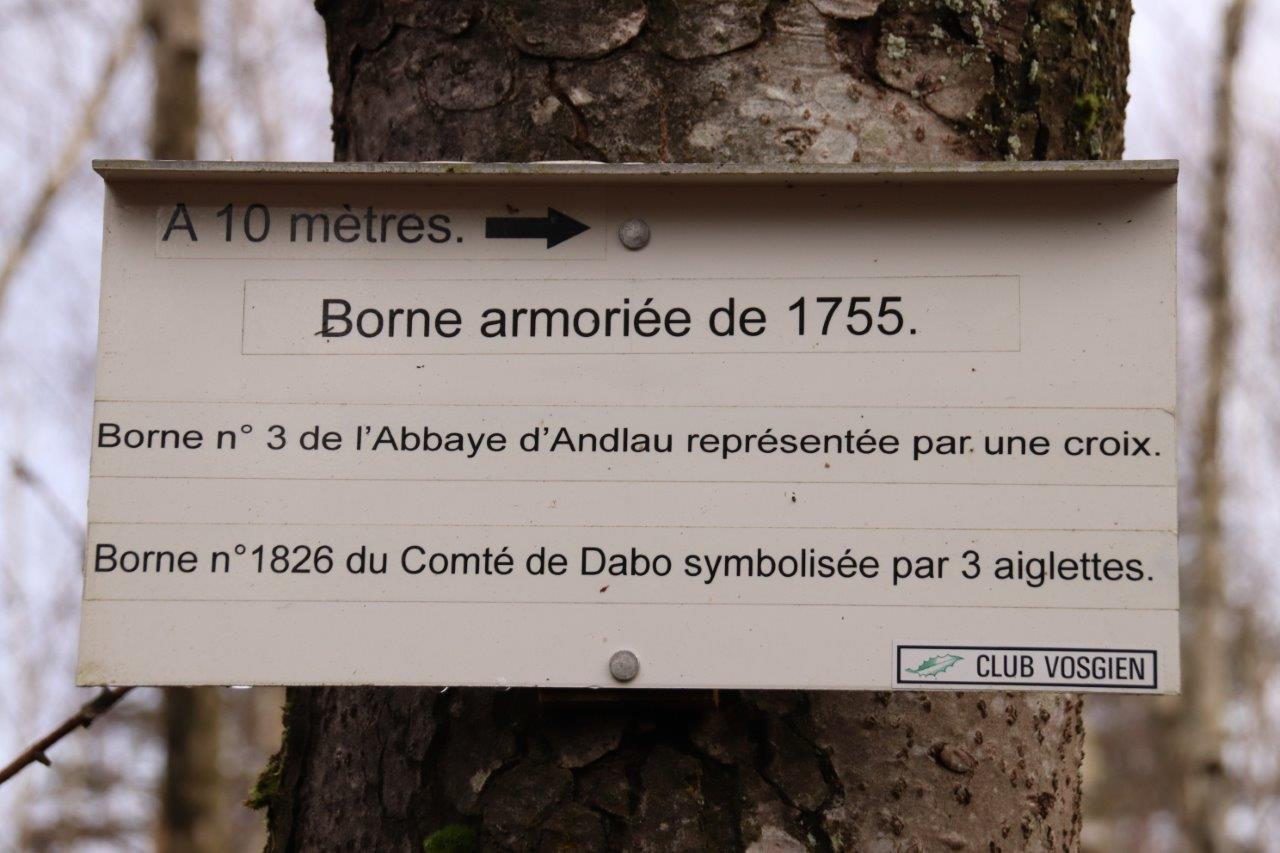 A 10 mètres.
Borne armoriée de 1755.
Borne n° 3 de l'Abbaye d'Andlau représentée par une croix.
Borne n°1826 du Comté de Dabo symbolisée par 3 aiglettes.
CLUB VOSGIEN